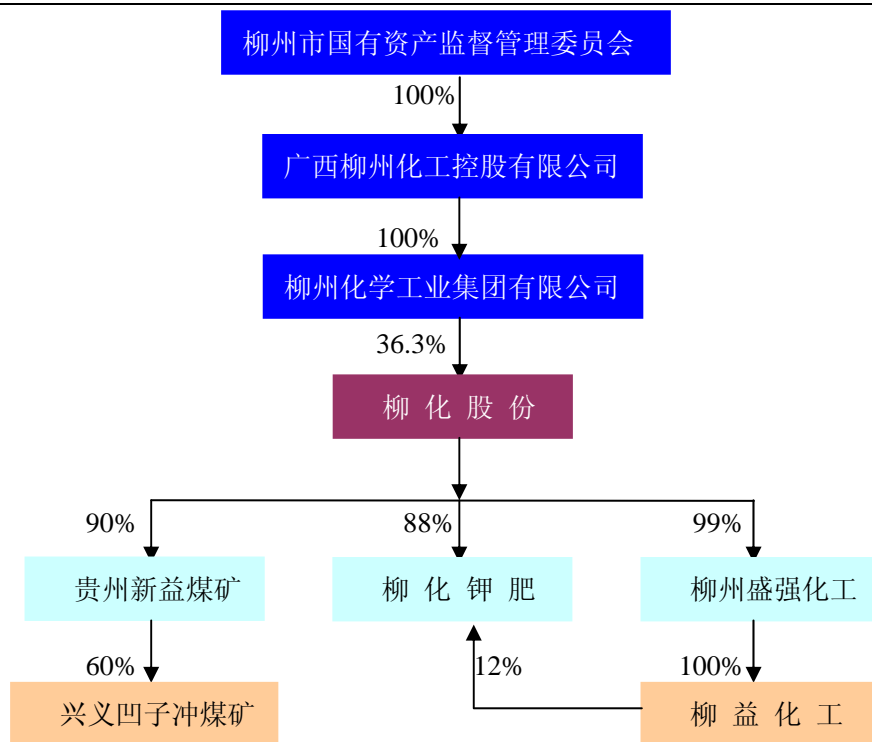 柳州市国有资产监督管理委员会
100%
广西柳州化工控股有限公司
100%
柳州化学工业集团有限公司
36.3%
柳 化 股 份
90%
88%
99%
贵州新益煤矿
柳 化 钾 肥
柳州盛强化工
60%
12%
100%
兴义凹子冲煤矿
柳 益 化 工